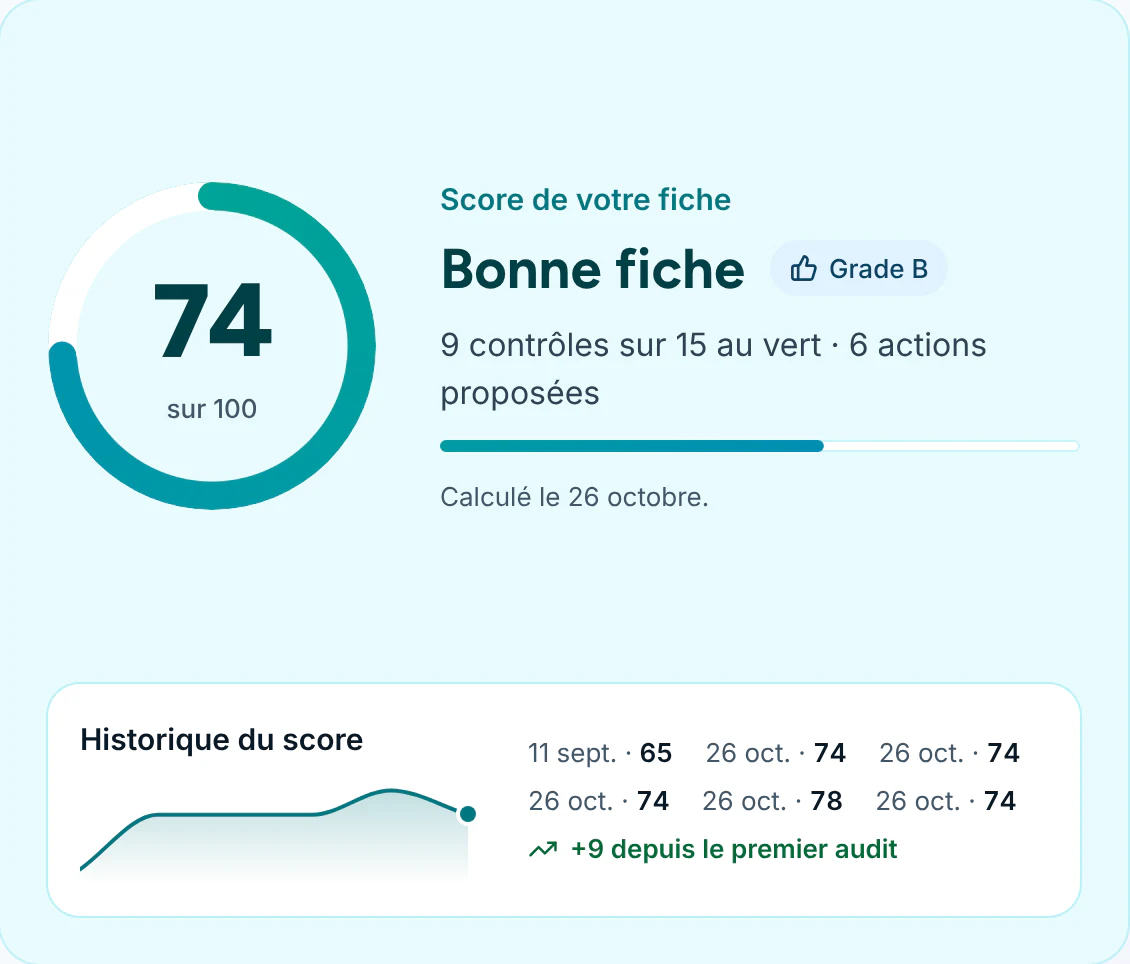 74
sur 100
Score de votre fiche
Bonne fiche
Grade B
9 contrôles sur 15 au vert · 6 actions
proposées
Calculé le 26 octobre.
Historique du score
11 sept. · 65 26 oct. · 74 26 oct. · 74
26 oct. · 74 26 oct. · 78 26 oct. · 74
+9 depuis le premier audit